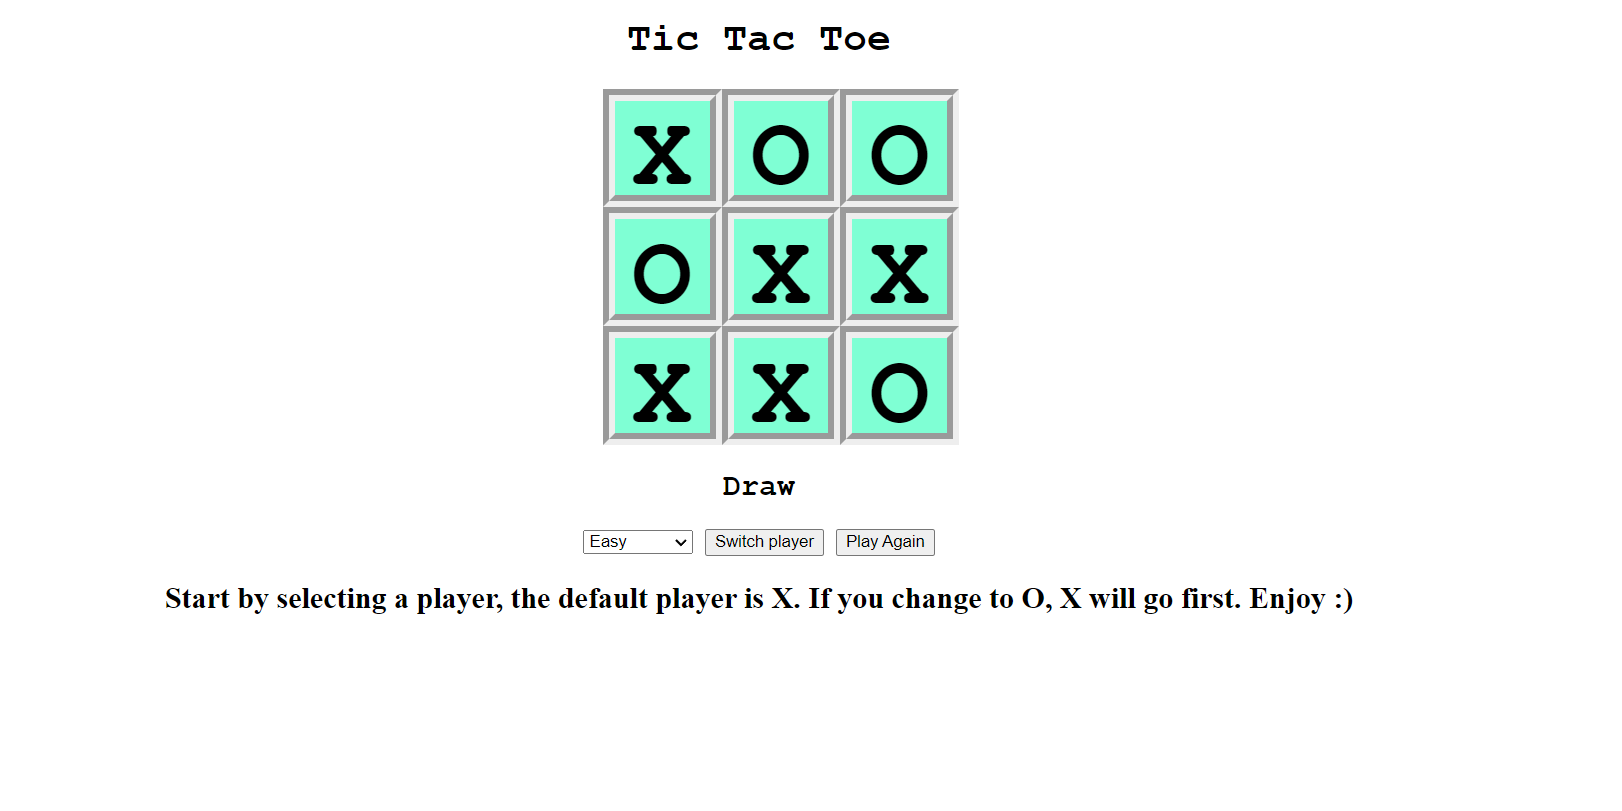 Tic Tac Toe
X O O
O X X
X X O
Draw
Easy Switch player Play Again
Start by selecting a player, the default player is X. If you change to O, X will go first. Enjoy :)